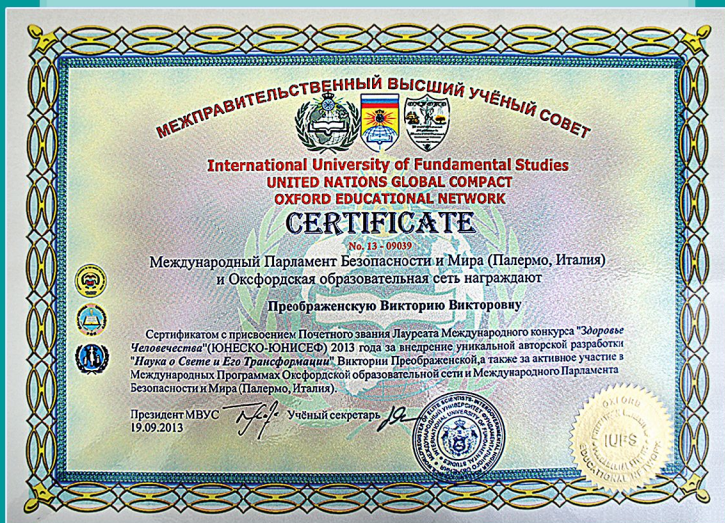 МЕЖПРАВИТЕЛЬСТВЕННЫЙ ВЫСШИЙ УЧЁНЫЙ СОВЕТ
International University of Fundamental Studies
UNITED NATIONS GLOBAL COMPACT
OXFORD EDUCATIONAL NETWORK
CERTIFICATE
No. 13 - 09039
Международный Парламент Безопасности и Мира (Палермо, Италия)
и Оксфордская образовательная сеть награждают
Преображенскую Викторию Викторовну
Сертификатом с присвоением Почетного звания Лауреата Международного конкурса "Здоровье
Человечества"(ЮНЕСКО-ЮНИСЕФ) 2013 года за внедрение уникальной авторской разработки
"Наука о Свете и Его Трансформации" Виктории Преображенской,а также за активное участие в
Международных Программах Оксфордской образовательной сети и Международного Парламента
Безопасности и Мира (Палермо, Италия).
Президент МВУС Учёный секретарь
19.09.2013
OXFORD
IUFS
EDUCATIONAL NETWORK